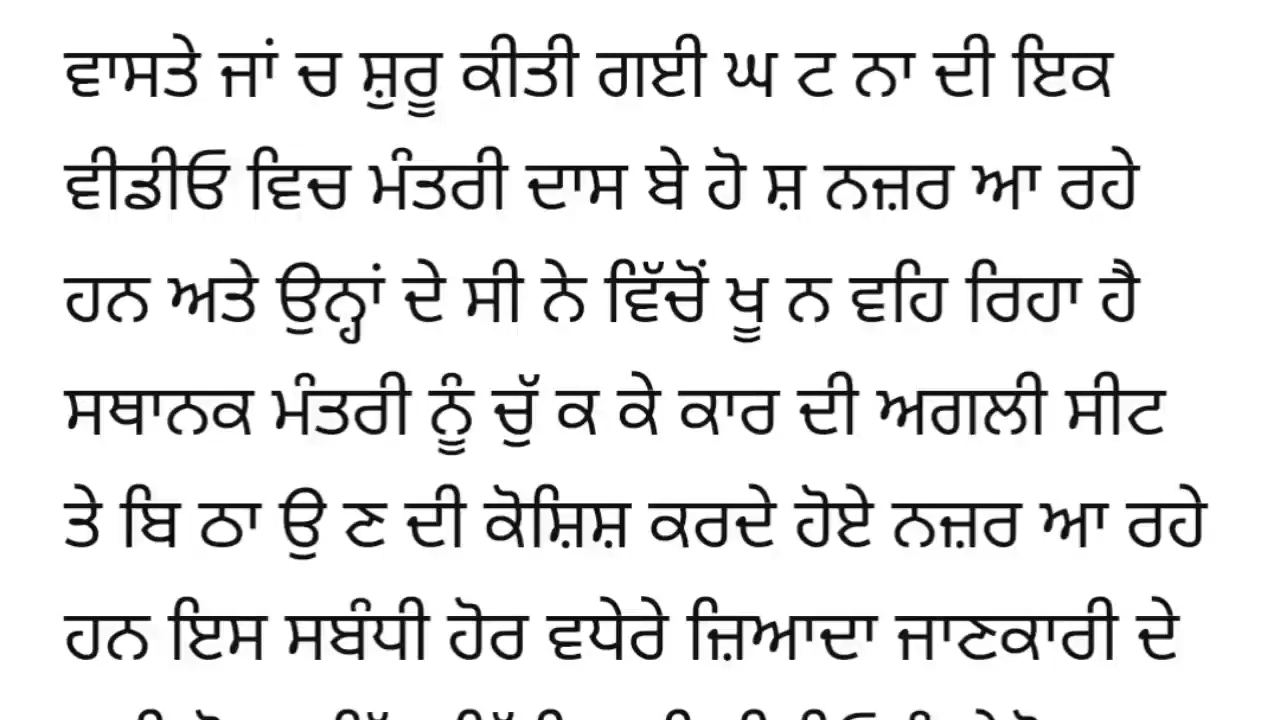 ਵਾਸਤੇ ਜਾਂ ਚ ਸ਼ੁਰੂ ਕੀਤੀ ਗਈ ਘ ਟ ਨਾ ਦੀ ਇਕ
ਵੀਡੀਓ ਵਿਚ ਮੰਤਰੀ ਦਾਸ ਬੇ ਹੋ ਸ਼ ਨਜ਼ਰ ਆ ਰਹੇ
ਹਨ ਅਤੇ ਉਨ੍ਹਾਂ ਦੇ ਸੀ ਨੇ ਵਿੱਚੋਂ ਖੂ ਨ ਵਹਿ ਰਿਹਾ ਹੈ
ਸਥਾਨਕ ਮੰਤਰੀ ਨੂੰ ਚੁੱ ਕ ਕੇ ਕਾਰ ਦੀ ਅਗਲੀ ਸੀਟ
ਤੇ ਬਿ ਠਾ ਉ ਣ ਦੀ ਕੋਸ਼ਿਸ਼ ਕਰਦੇ ਹੋਏ ਨਜ਼ਰ ਆ ਰਹੇ
ਹਨ ਇਸ ਸਬੰਧੀ ਹੋਰ ਵਧੇਰੇ ਜ਼ਿਆਦਾ ਜਾਣਕਾਰੀ ਦੇ